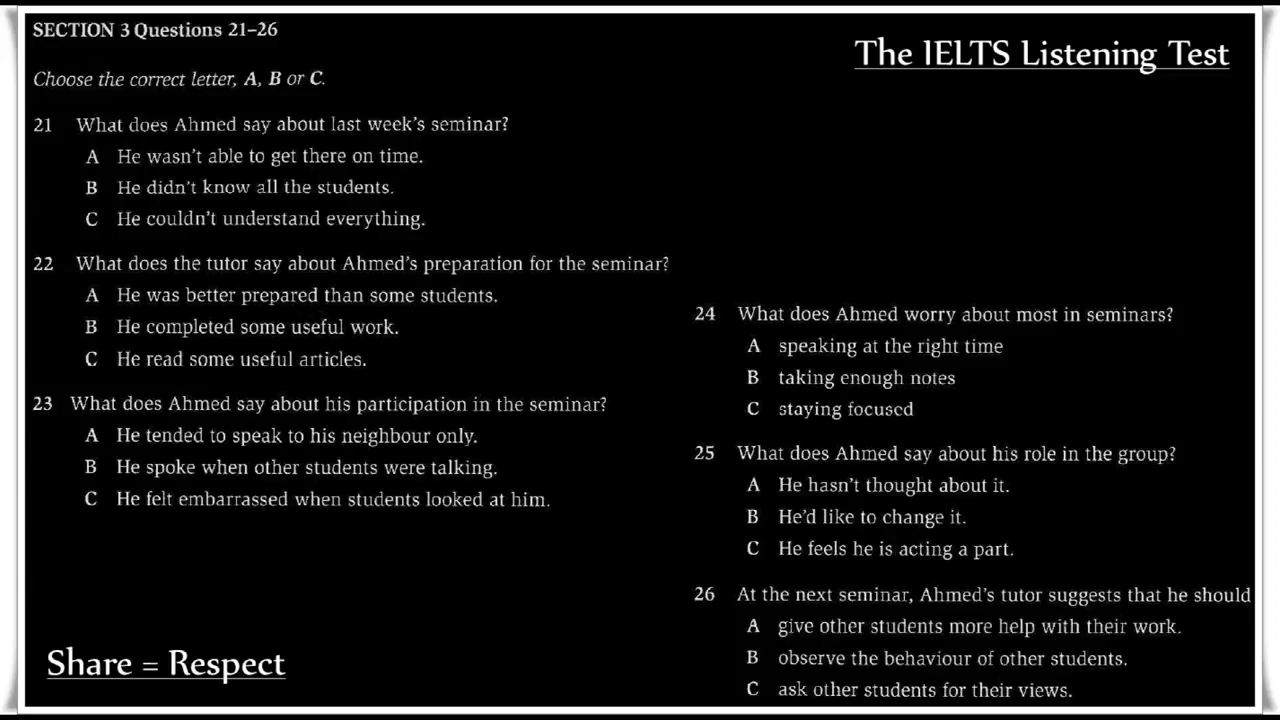 SECTION 3 Questions 21–26
The IELTS Listening Test
Choose the correct letter, A, B or C.
21 What does Ahmed say about last week's seminar?
A He wasn't able to get there on time.
B He didn't know all the students.
C He couldn't understand everything.
22 What does the tutor say about Ahmed's preparation for the seminar?
A He was better prepared than some students.
B He completed some useful work.
C He read some useful articles.
23 What does Ahmed say about his participation in the seminar?
A He tended to speak to his neighbour only.
B He spoke when other students were talking.
C He felt embarrassed when students looked at him.
24 What does Ahmed worry about most in seminars?
A speaking at the right time
B taking enough notes
C staying focused
25 What does Ahmed say about his role in the group?
A He hasn't thought about it.
B He'd like to change it.
C He feels he is acting a part.
26 At the next seminar, Ahmed's tutor suggests that he should
A give other students more help with their work.
B observe the behaviour of other students.
C ask other students for their views.
Share = Respect